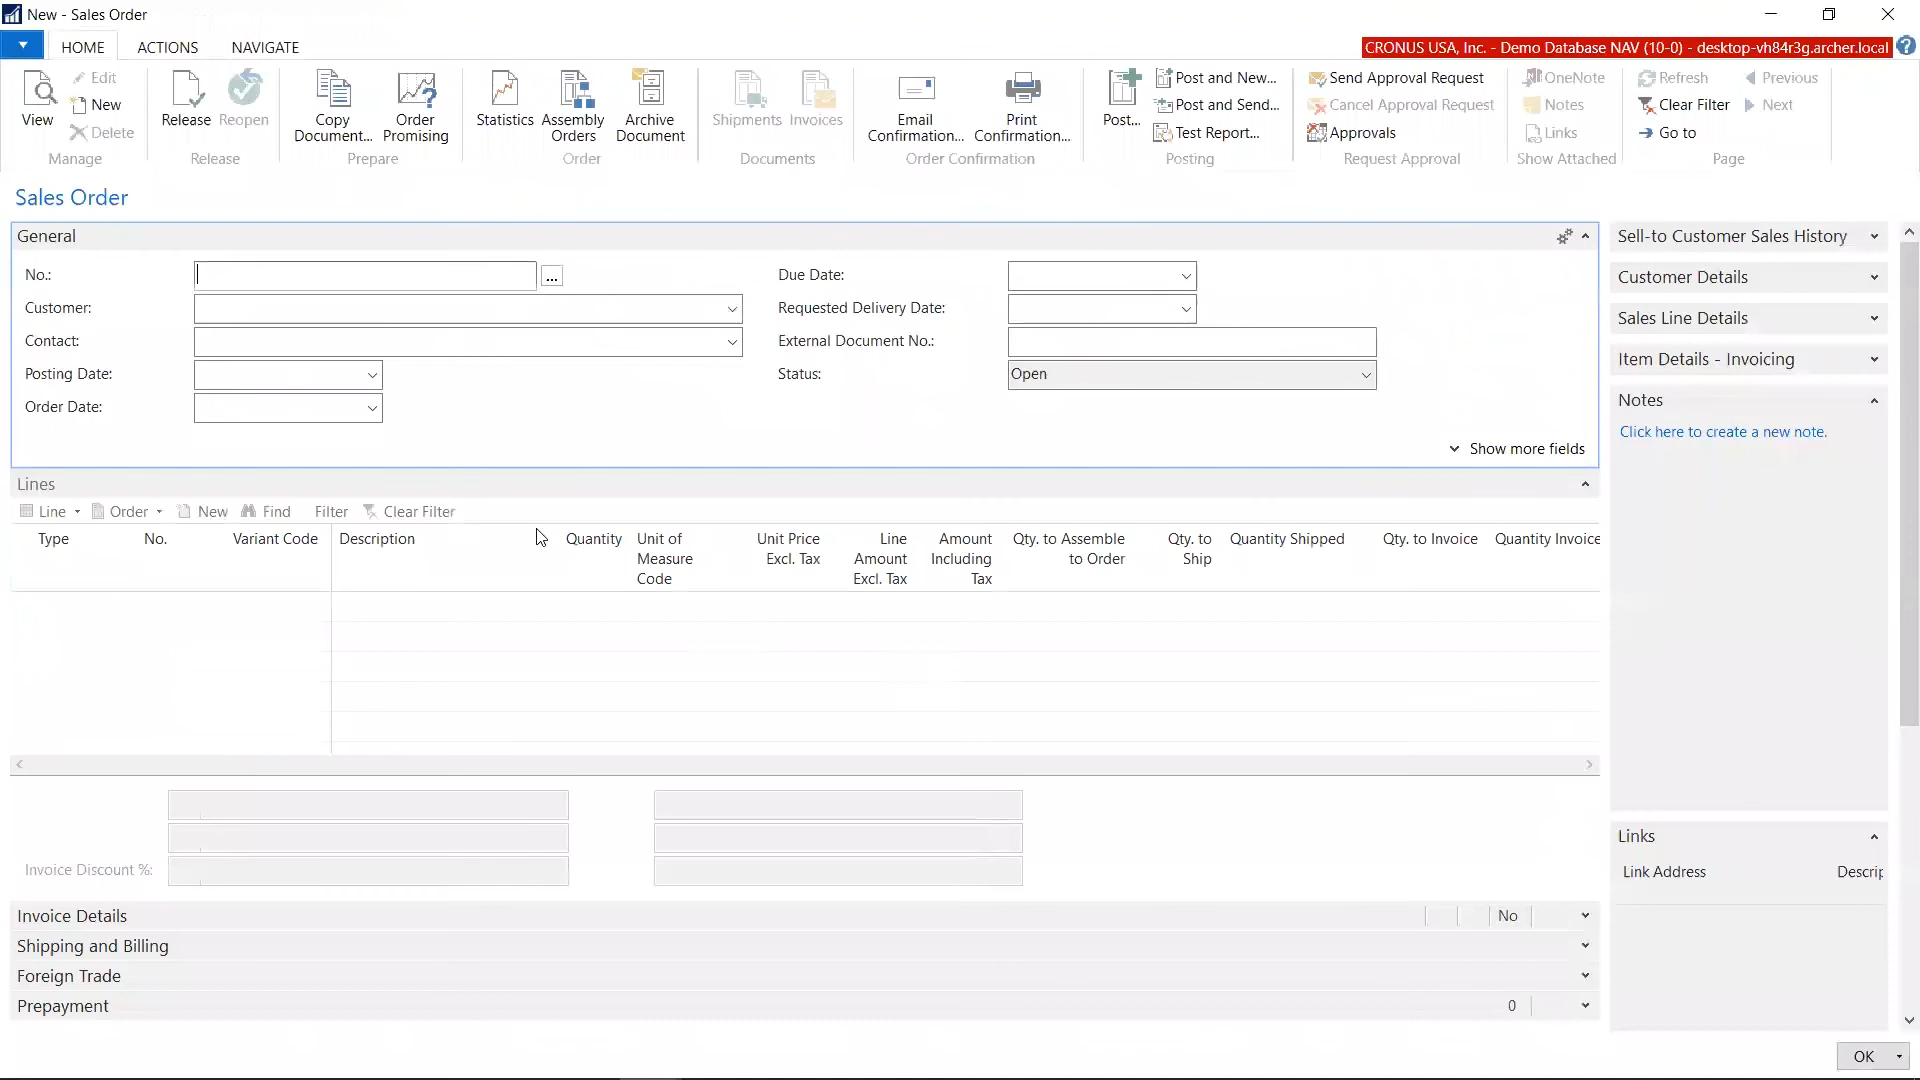 New - Sales Order
HOME ACTIONS NAVIGATE
CRONUS USA, Inc. - Demo Database NAV (10-0) - desktop-vh84r3g.archer.local
?
View
Edit
New
Delete
Manage
Release
Reopen
Release
Copy
Document...
Order
Promising
Prepare
Statistics
Assembly
Orders
Archive
Document
Order
Shipments
Invoices
Documents
Email
Confirmation...
Print
Confirmation...
Order Confirmation
Post...
Post and New...
Post and Send...
Test Report...
Posting
Send Approval Request
Cancel Approval Request
Approvals
Request Approval
OneNote
Notes
Links
Show Attached
Refresh
Clear Filter
Go to
Previous
Next
Page
Sales Order
General
No.:
...
Customer:
Contact:
Posting Date:
Order Date:
Due Date:
Requested Delivery Date:
External Document No.:
Status: Open
Show more fields
Lines
Line Order New Find Filter Clear Filter
Type
No.
Variant Code
Description
Quantity
Unit of
Measure
Code
Unit Price
Excl. Tax
Line
Amount
Excl. Tax
Amount
Including
Tax
Qty. to Assemble
to Order
Qty. to
Ship
Quantity Shipped
Qty. to Invoice
Quantity Invoice
Invoice Discount %:
Invoice Details No
Shipping and Billing
Foreign Trade
Prepayment 0
Sell-to Customer Sales History
Customer Details
Sales Line Details
Item Details - Invoicing
Notes
Click here to create a new note.
Links
Link Address Descrip
OK